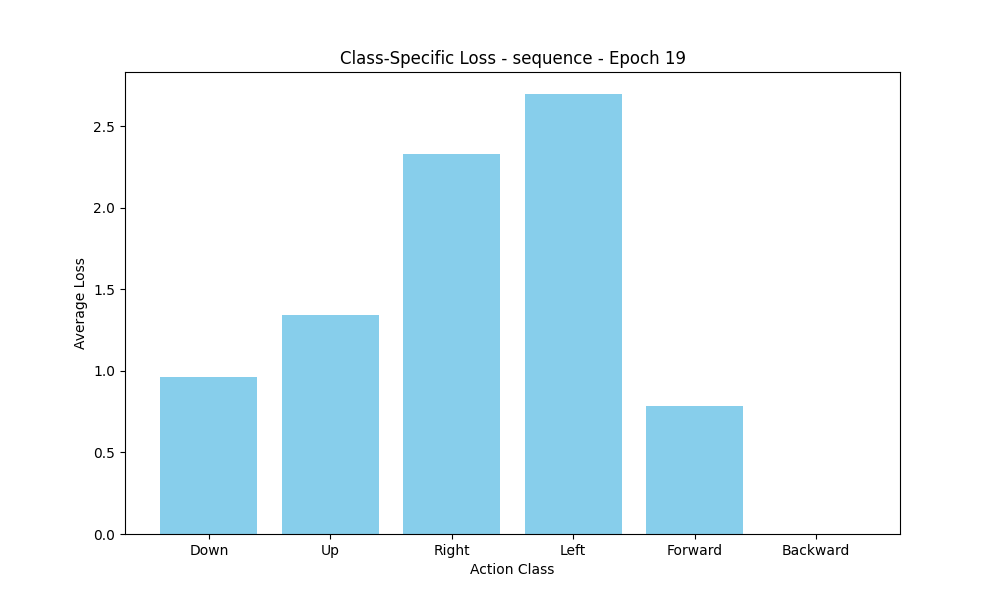 Class-Specific Loss - sequence - Epoch 19
Average Loss
2.5
2.0
1.5
1.0
0.5
0.0
Down Up Right Left Forward Backward
Action Class